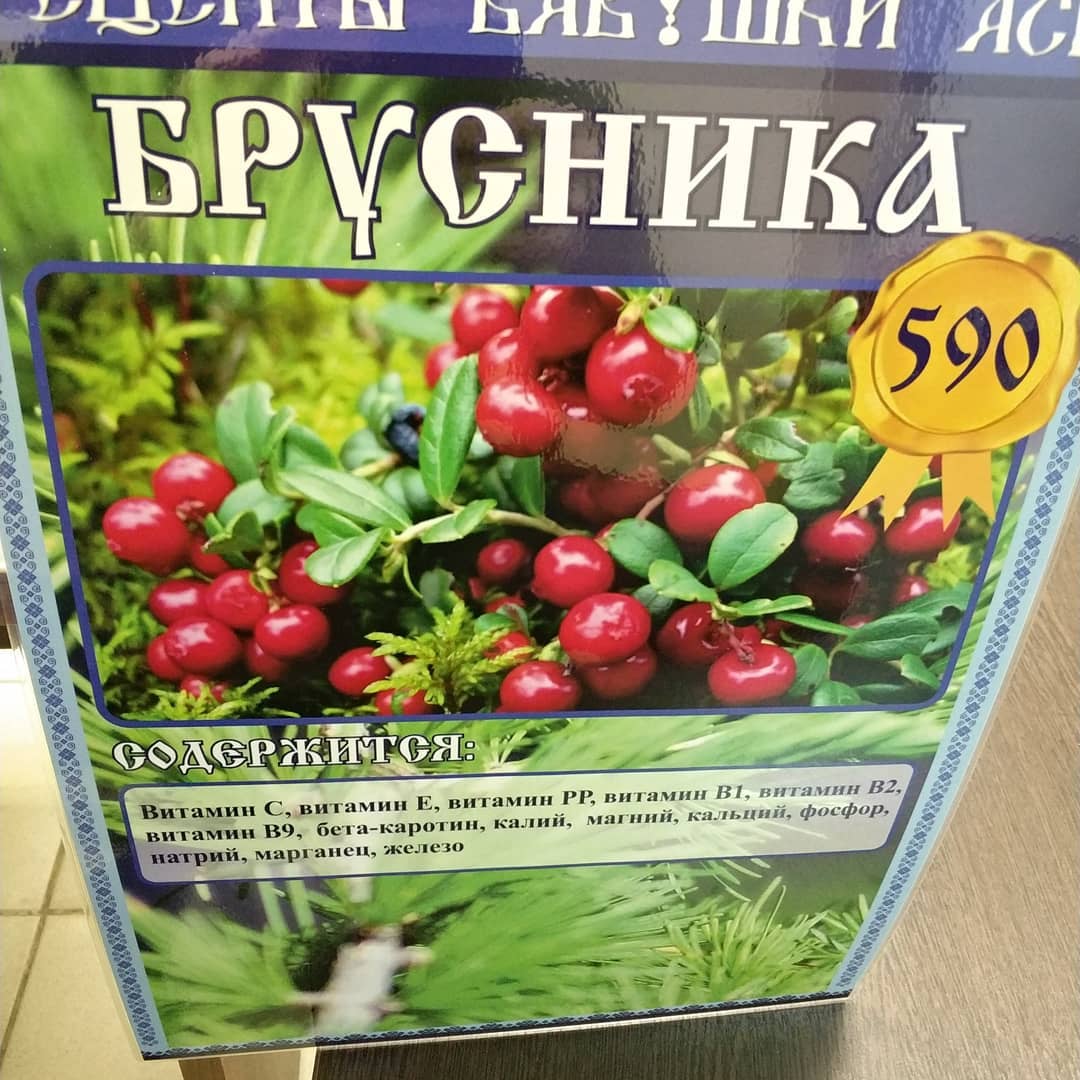 БАБУШКИ
БРУСНИКА
590
СОДЕРЖИТСЯ:
Витамин С, витамин Е, витамин РР, витамин В1, витамин В2,
витамин В9, бета-каротин, калий, магний, кальций, фосфор,
натрий, марганец, железо